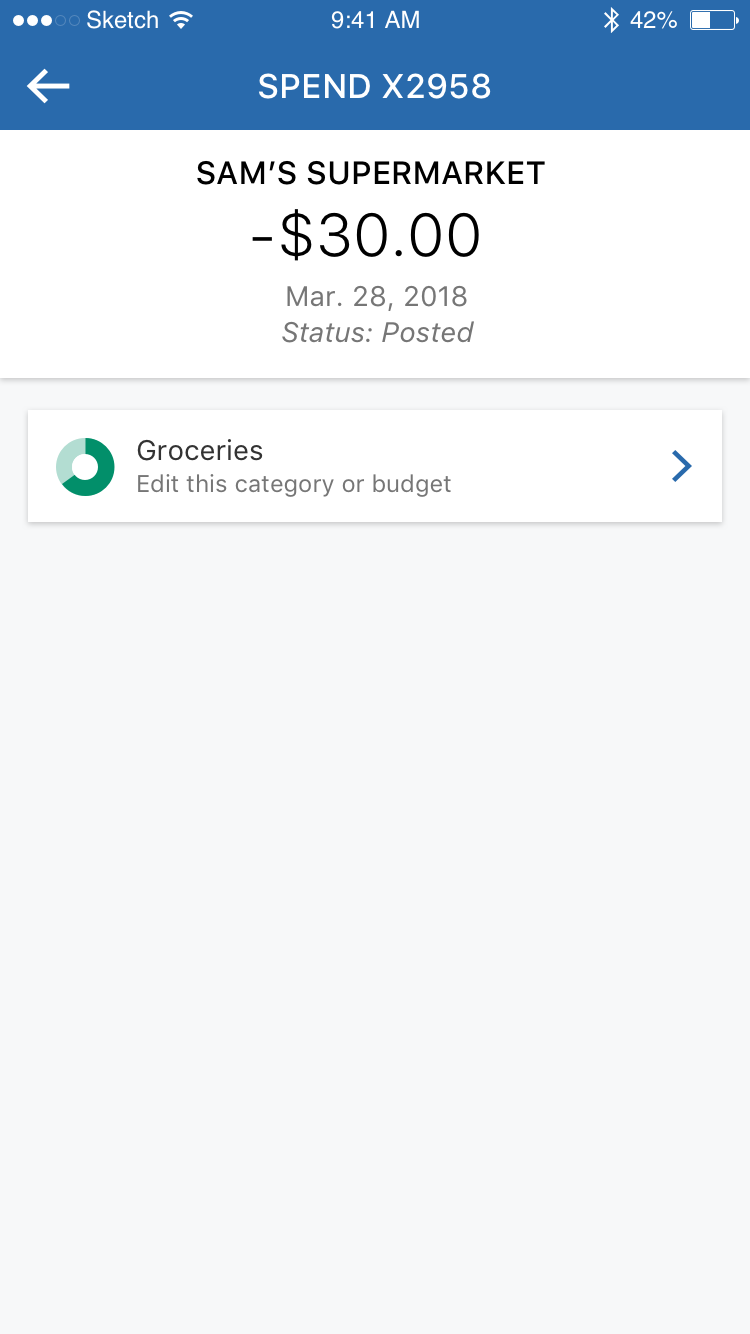 Sketch 9:41 AM 42%
SPEND X2958
SAM’S SUPERMARKET
-$30.00
Mar. 28, 2018
Status: Posted
Groceries
Edit this category or budget